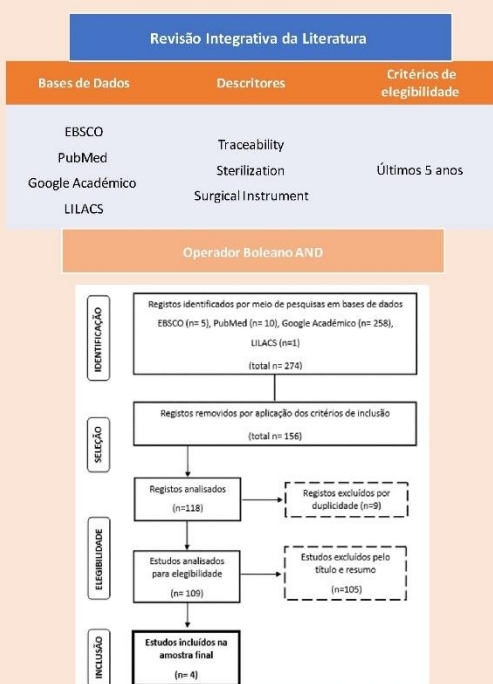 Revisão Integrativa da Literatura
Bases de Dados
Descritores
Critérios de
elegibilidade
EBSCO
PubMed
Google Académico
LILACS
Traceability
Sterilization
Surgical Instrument
Últimos 5 anos
Operador Boleano AND
IDENTIFICAÇÃO
Registos identificados por meio de pesquisas em bases de dados
EBSCO (n= 5), PubMed (n= 10), Google Académico (n= 258),
LILACS (n=1)
(total n= 274)
SELEÇÃO
Registos removidos por aplicação dos critérios de inclusão
(total n= 156)
Registos analisados
(n=118)
Registos excluídos por
duplicidade (n=9)
ELEGIBILIDADE
Estudos analisados
para elegibilidade
(n= 109)
Estudos excluídos pelo
título e resumo
(n=105)
INCLUSÃO
Estudos incluídos na
amostra final
(n= 4)